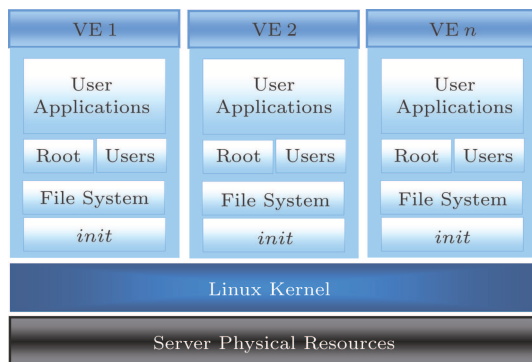 VE 1
User
Applications
Root
Users
File System
init
VE 2
User
Applications
Root
Users
File System
init
VE n
User
Applications
Root
Users
File System
init
Linux Kernel
Server Physical Resources